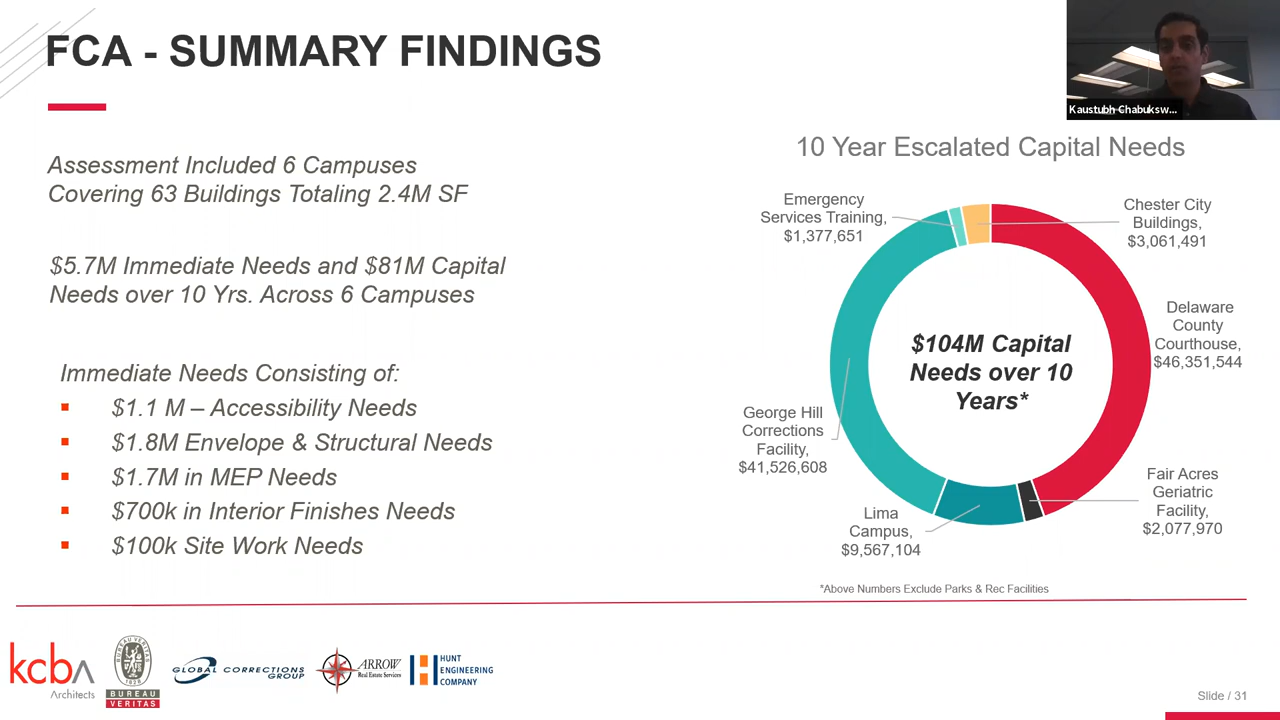 FCA - SUMMARY FINDINGS
Kaustubh Chabuksw...
Assessment Included 6 Campuses
Covering 63 Buildings Totaling 2.4M SF
$5.7M Immediate Needs and $81M Capital
Needs over 10 Yrs. Across 6 Campuses
Immediate Needs Consisting of:
▪ $1.1 M – Accessibility Needs
▪ $1.8M Envelope & Structural Needs
▪ $1.7M in MEP Needs
▪ $700k in Interior Finishes Needs
▪ $100k Site Work Needs
10 Year Escalated Capital Needs
Emergency
Services Training,
$1,377,651
Chester City
Buildings,
$3,061,491
Delaware
County
Courthouse,
$46,351,544
$104M Capital
Needs over 10
Years*
George Hill
Corrections
Facility,
$41,526,608
Lima
Campus,
$9,567,104
Fair Acres
Geriatric
Facility,
$2,077,970
*Above Numbers Exclude Parks & Rec Facilities
kcba
Architects
BUREAU VERITAS
1828
BUREAU
VERITAS
GLOBAL CORRECTIONS
GROUP
ARROW
Real Estate Services
H
HUNT
ENGINEERING
COMPANY
Slide / 31